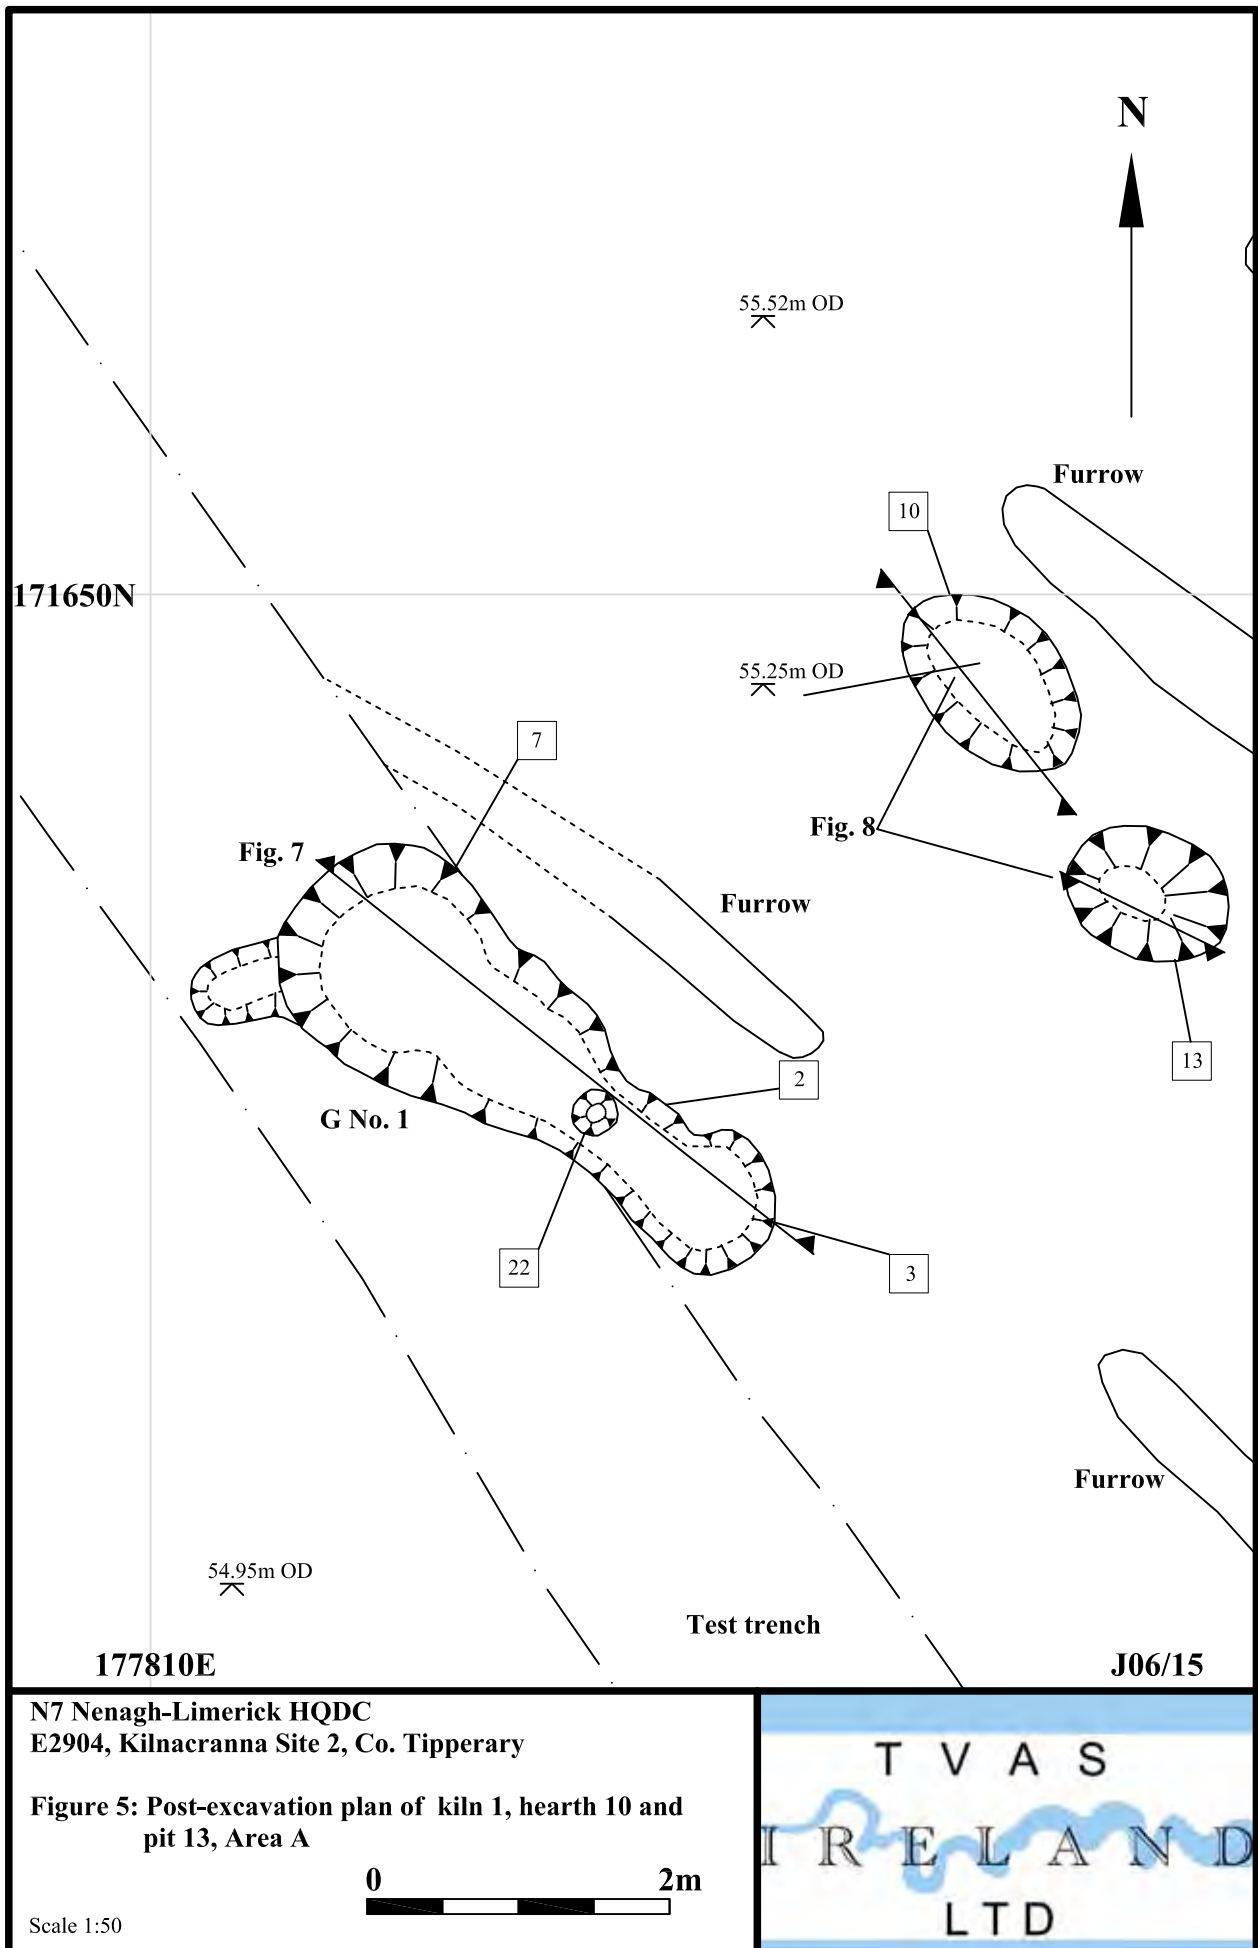 N
55.52m OD
Furrow
10
171650N
55.25m OD
7
Fig. 8
Fig. 7
Furrow
13
2
G No. 1
22
3
Furrow
54.95m OD
Test trench
177810E
J06/15
N7 Nenagh-Limerick HQDC
E2904, Kilnacranna Site 2, Co. Tipperary
Figure 5: Post-excavation plan of kiln 1, hearth 10 and
pit 13, Area A
0 2m
Scale 1:50
T V A S
I R E L A N D
LTD